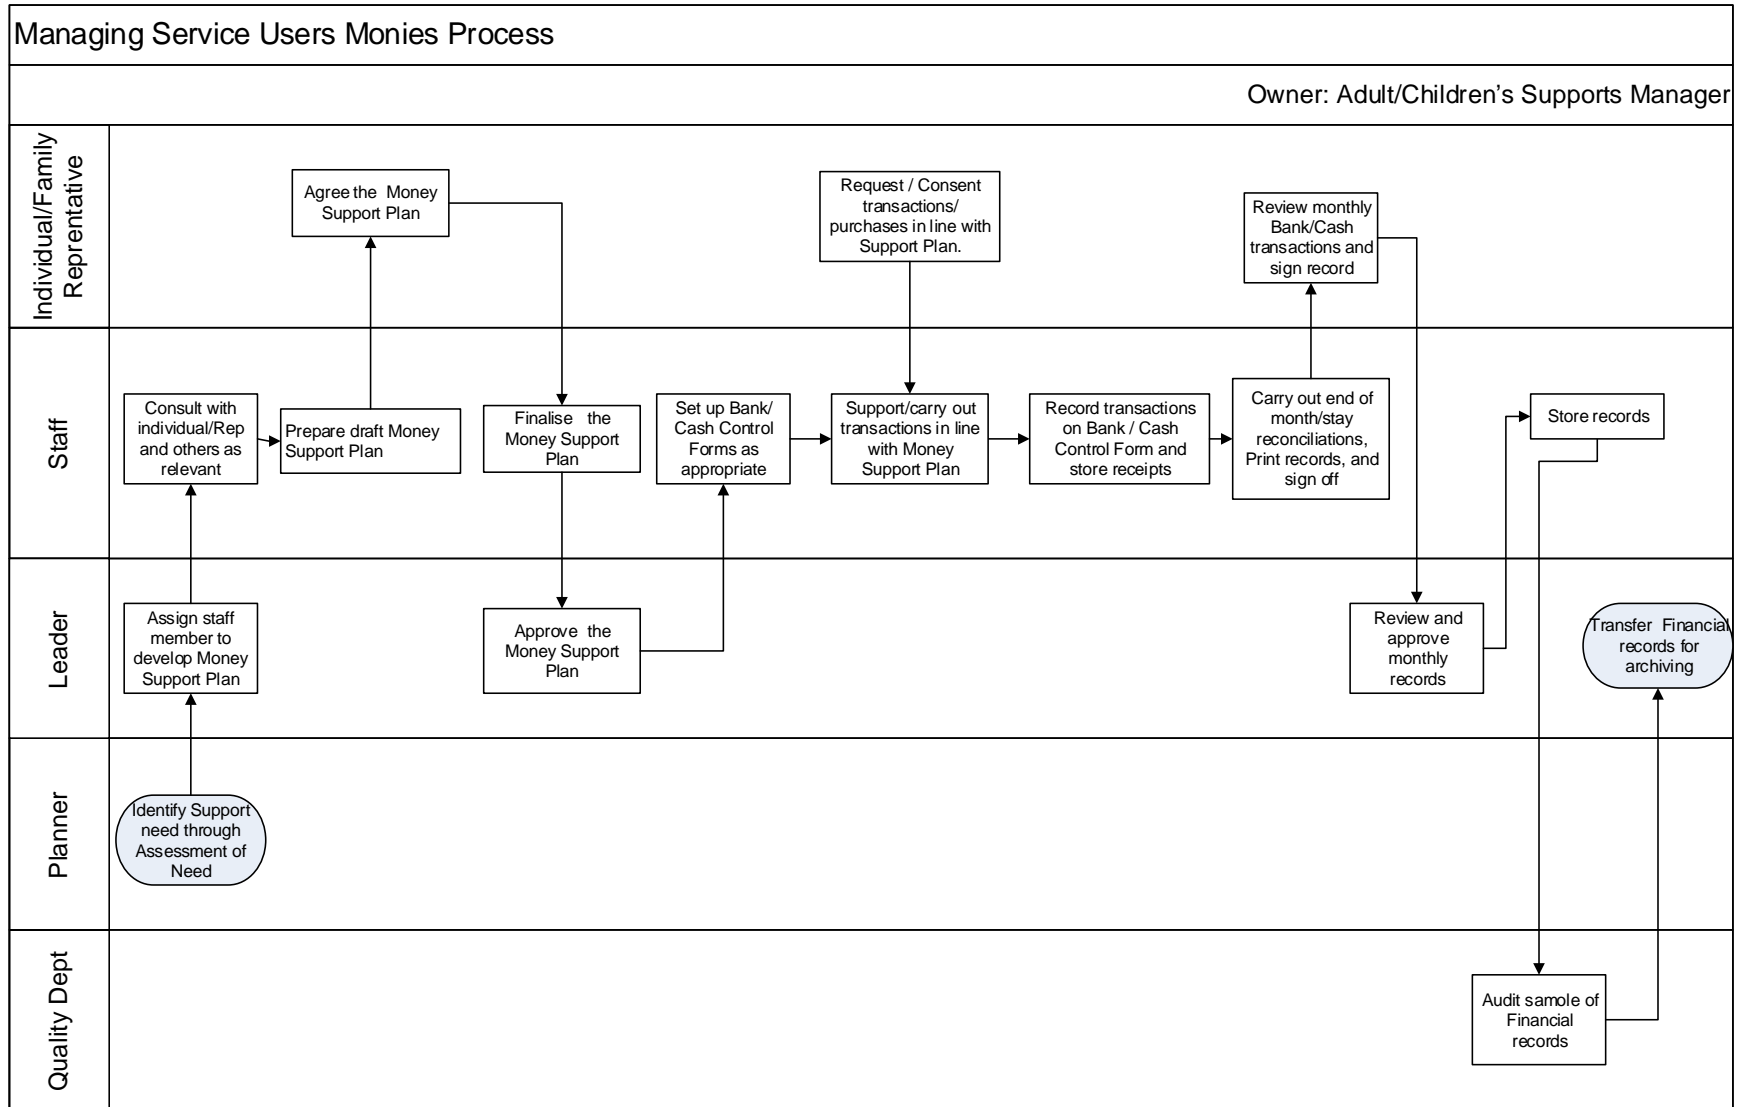 Managing Service Users Monies Process
Owner: Adult/Children's Supports Manager
Individual/Family
Reprentative
Agree the Money
Support Plan
Request / Consent
transactions/
purchases in line with
Support Plan.
Review monthly
Bank/Cash
transactions and
sign record
Staff
Consult with
individual/Rep
and others as
relevant
Prepare draft Money
Support Plan
Finalise the
Money Support
Plan
Set up Bank/
Cash Control
Forms as
appropriate
Support/carry out
transactions in line
with Money
Support Plan
Record transactions
on Bank / Cash
Control Form and
store receipts
Carry out end of
month/stay
reconciliations,
Print records, and
sign off
Store records
Leader
Assign staff
member to
develop Money
Support Plan
Approve the
Money Support
Plan
Review and
approve
monthly
records
Transfer Financial
records for
archiving
Planner
Identify Support
need through
Assessment of
Need
Quality Dept
Audit samole of
Financial
records